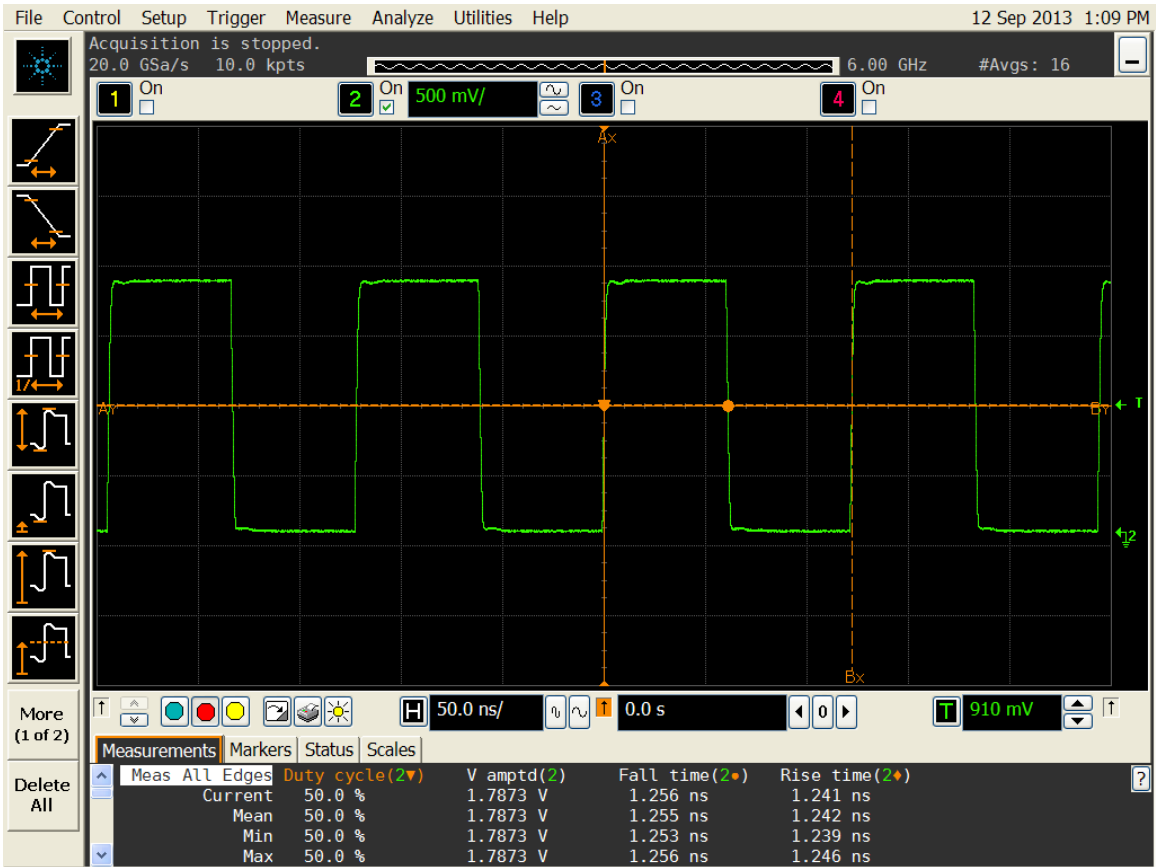 File Control Setup Trigger Measure Analyze Utilities Help 12 Sep 2013 1:09 PM
Acquisition is stopped.
20.0 GSa/s 10.0 kpts 6.00 GHz #Avgs: 16
1 On 2 On 500 mV/ 3 On 4 On
Ax
1/
Ay By T
2
Bx
More
(1 of 2)
Delete
All
H 50.0 ns/ 0.0 s 0 T 910 mV
Measurements Markers Status Scales
Meas All Edges Duty cycle(2▼) V amptd(2) Fall time(2●) Rise time(2♦) ?
Current 50.0 % 1.7873 V 1.256 ns 1.241 ns
Mean 50.0 % 1.7873 V 1.255 ns 1.242 ns
Min 50.0 % 1.7873 V 1.253 ns 1.239 ns
Max 50.0 % 1.7873 V 1.256 ns 1.246 ns